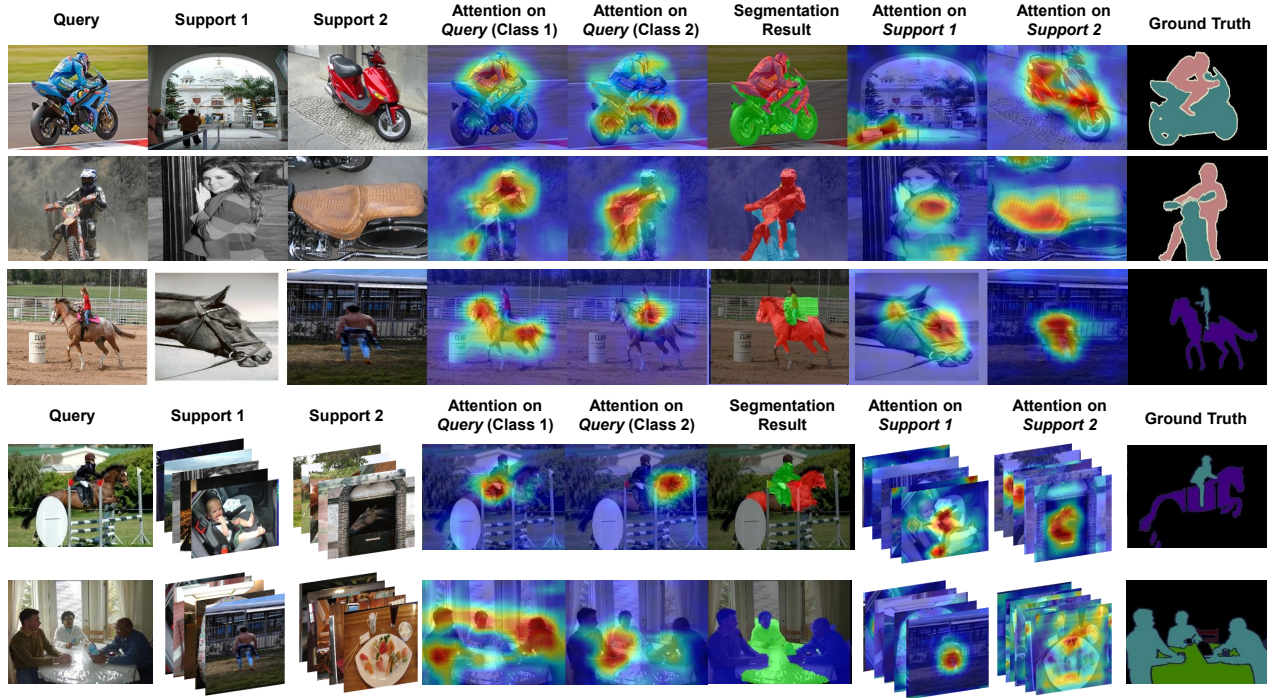 Query
Support 1
Support 2
Attention on
Query (Class 1)
Attention on
Query (Class 2)
Segmentation
Result
Attention on
Support 1
Attention on
Support 2
Ground Truth
Query
Support 1
Support 2
Attention on
Query (Class 1)
Attention on
Query (Class 2)
Segmentation
Result
Attention on
Support 1
Attention on
Support 2
Ground Truth